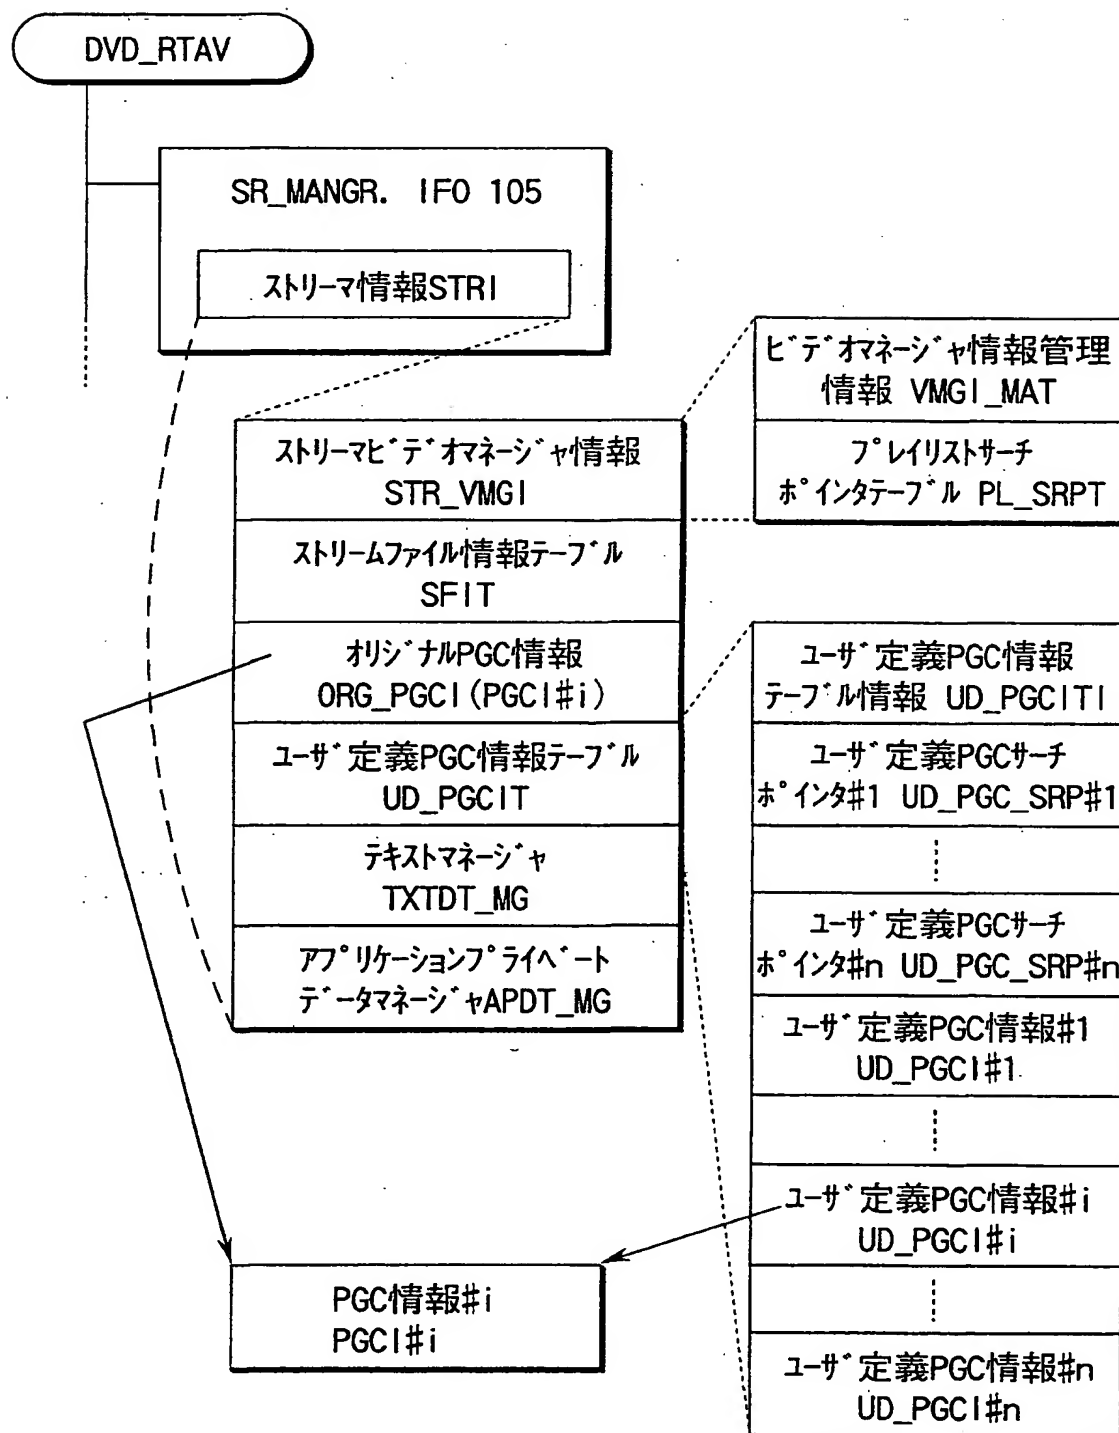 DVD_RTAV
SR_MANGR. IFO 105
ストリーマ情報STRI
ストリーマビデオマネージャ情報
STR_VMGI
ストリームファイル情報テーブル
SFIT
オリジナルPGC情報
ORG_PGCI(PGCI#i)
ユーザ定義PGC情報テーブル
UD_PGCIT
テキストマネージャ
TXTDT_MG
アプリケーションプライベート
データマネージャAPDT_MG
ビデオマネージャ情報管理
情報 VMGI_MAT
プレイリストサーチ
ポインタテーブル PL_SRPT
ユーザ定義PGC情報
テーブル情報 UD_PGCITI
ユーザ定義PGCサーチ
ポインタ#1 UD_PGC_SRP#1
ユーザ定義PGCサーチ
ポインタ#n UD_PGC_SRP#n
ユーザ定義PGC情報#1
UD_PGCI#1
ユーザ定義PGC情報#i
UD_PGCI#i
ユーザ定義PGC情報#n
UD_PGCI#n
PGC情報#i
PGCI#i